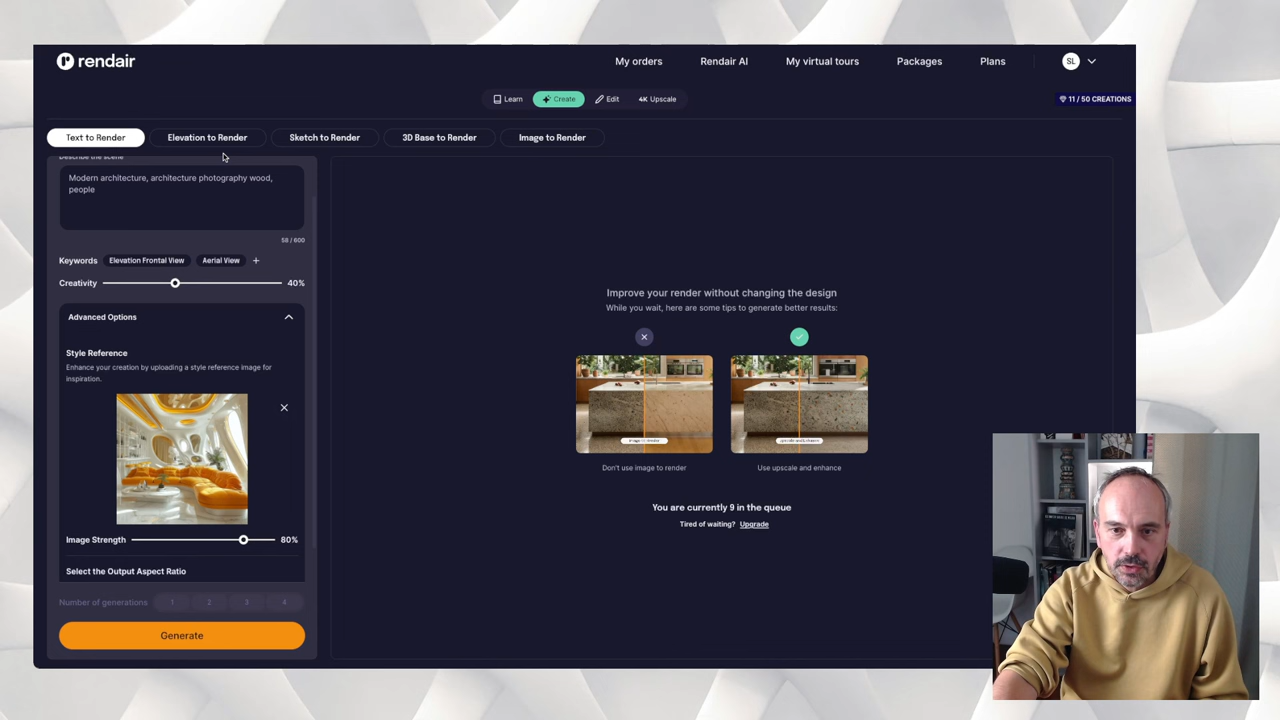 rendair
My orders
Rendair AI
My virtual tours
Packages
Plans
SL
Learn
Create
Edit
4K Upscale
11 / 50 CREATIONS
Text to Render
Elevation to Render
Sketch to Render
3D Base to Render
Image to Render
Describe the scene
Modern architecture, architecture photography wood,
people
58 / 600
Keywords
Elevation Frontal View
Aerial View
+
Creativity
40%
Advanced Options
Style Reference
Enhance your creation by uploading a style reference image for
inspiration.
Image Strength
80%
Select the Output Aspect Ratio
Number of generations
1
2
3
4
Generate
Improve your render without changing the design
While you wait, here are some tips to generate better results:
image to render
upscale and enhance
Don't use image to render
Use upscale and enhance
You are currently 9 in the queue
Tired of waiting? Upgrade